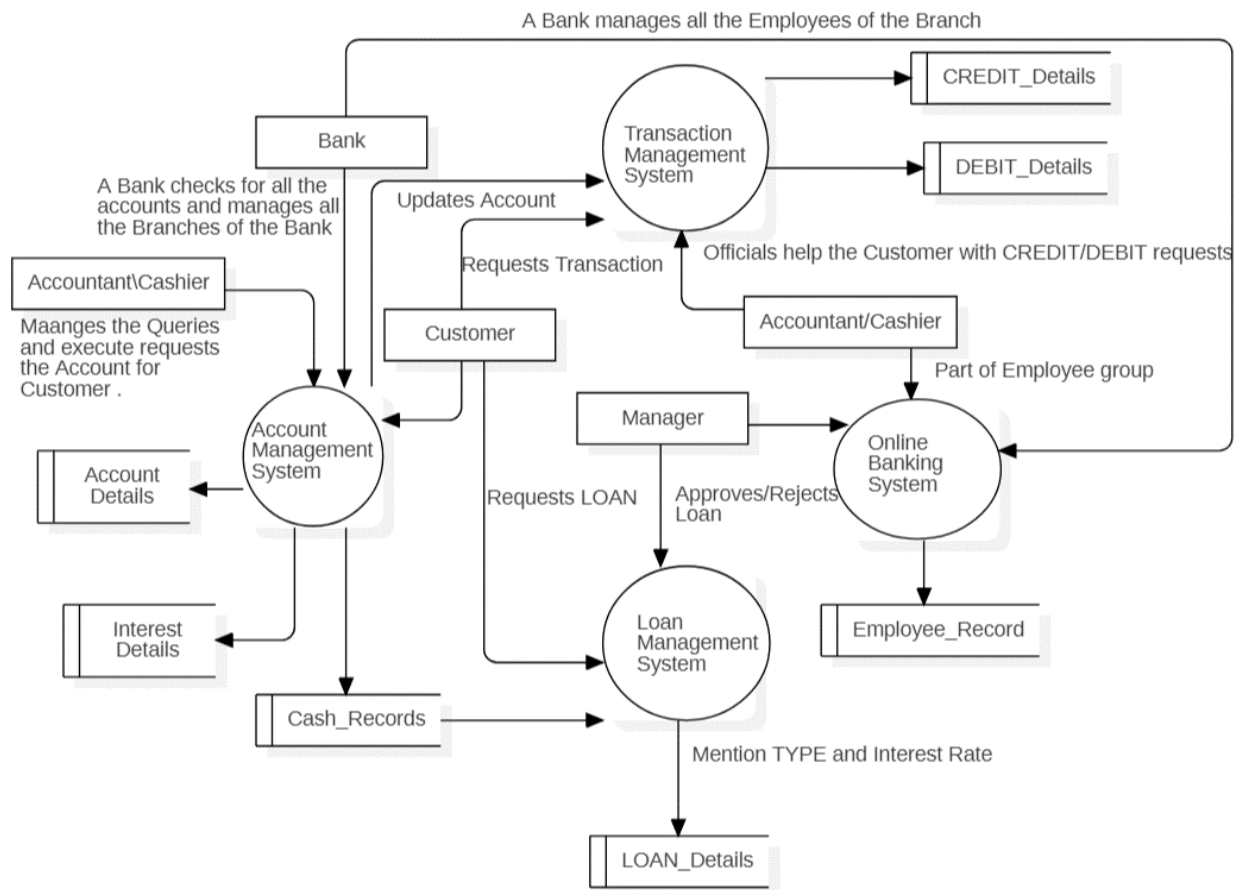 A Bank manages all the Employees of the Branch
CREDIT_Details
Transaction
Management
System
Bank
DEBIT_Details
A Bank checks for all the
accounts and manages all
the Branches of the Bank
Updates Account
Requests Transaction
Officials help the Customer with CREDIT/DEBIT requests
Accountant\Cashier
Maanges the Queries
and execute requests
the Account for
Customer .
Customer
Accountant/Cashier
Part of Employee group
Manager
Account
Management
System
Online
Banking
System
Account
Details
Requests LOAN
Approves/Rejects
Loan
Interest
Details
Loan
Management
System
Employee_Record
Cash_Records
Mention TYPE and Interest Rate
LOAN_Details